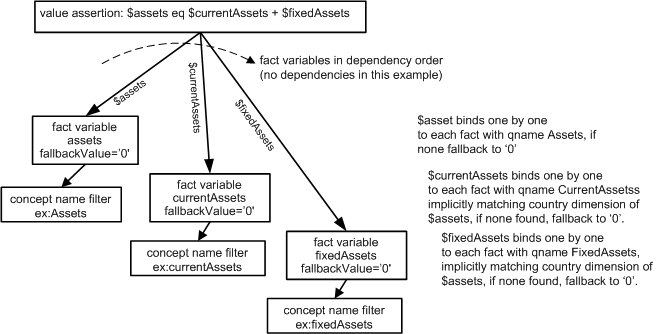 value assertion: $assets eq $currentAssets + $fixedAssets
fact variables in dependency order
(no dependencies in this example)
$assets
$currentAssets
$fixedAssets
fact variable
assets
fallbackValue='0'
concept name filter
ex:Assets
fact variable
currentAssets
fallbackValue='0'
concept name filter
ex:currentAssets
fact variable
fixedAssets
fallbackValue='0'
concept name filter
ex:fixedAssets
$asset binds one by one
to each fact with qname Assets, if
none fallback to '0'
$currentAssets binds one by one
to each fact with qname CurrentAssetss
implicitly matching country dimension of
$assets, if none found, fallback to '0'.
$fixedAssets binds one by one
to each fact with qname FixedAssets,
implicitly matching country dimension of
$assets, if none found, fallback to '0'.